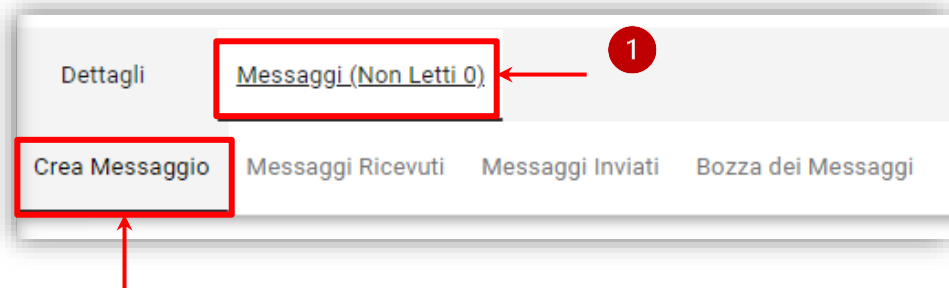 Dettagli Messaggi (Non Letti 0) 1
Crea Messaggio Messaggi Ricevuti Messaggi Inviati Bozza dei Messaggi